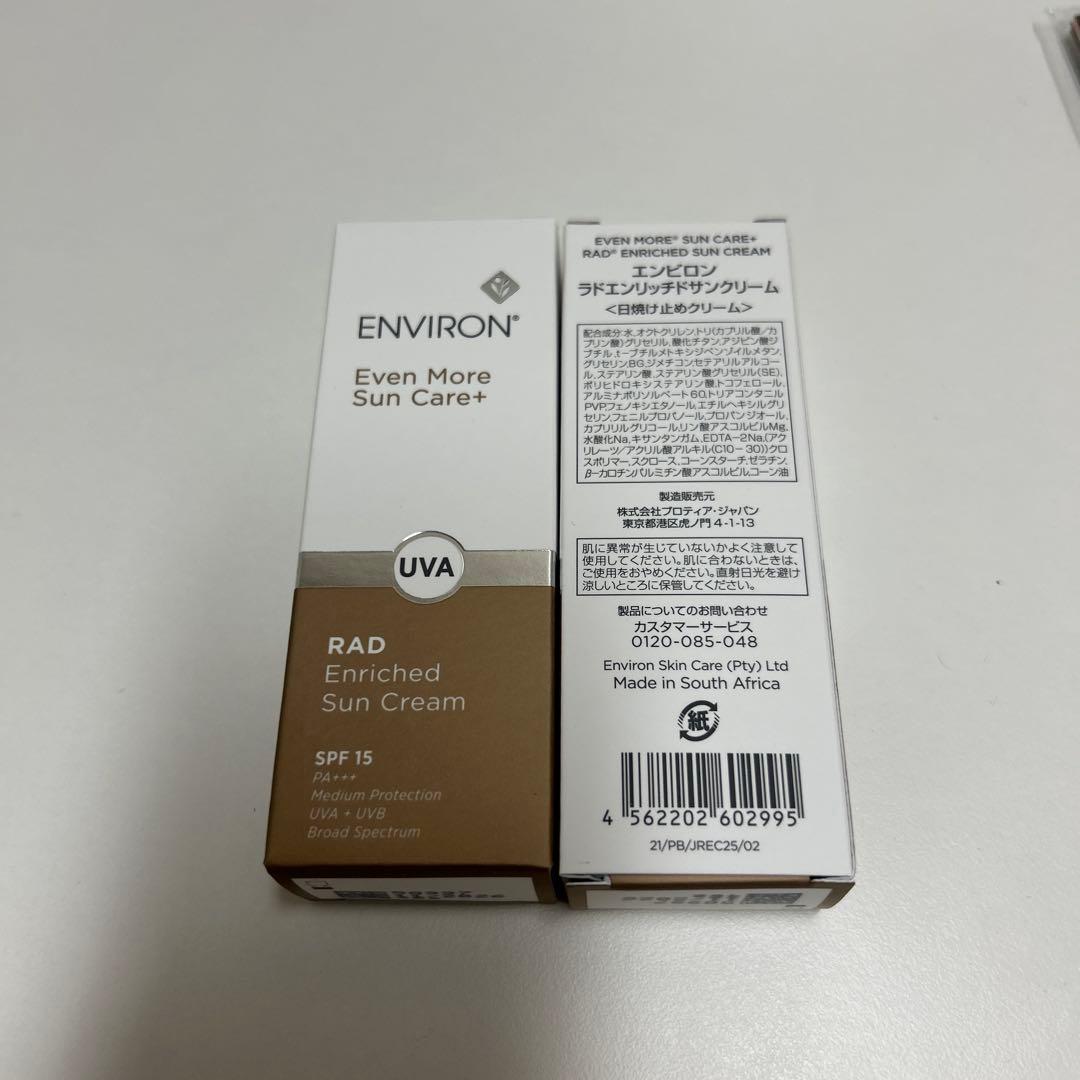 ENVIRON®
Even More
Sun Care+
UVA
RAD
Enriched
Sun Cream
SPF 15
PA+++
Medium Protection
UVA + UVB
Broad Spectrum
EVEN MORE® SUN CARE+
RAD® ENRICHED SUN CREAM
エンビロン
ラドエンリッチドサンクリーム
<日焼け止めクリーム>
配合成分:水,オクトクリレン,トリ(カプリル酸/カ
プリン酸)グリセリル,酸化チタン,アジピン酸ジ
ブチル,t-ブチルメトキシジベンゾイルメタン,
グリセリン,BG,ジメチコン,セテアリルアルコー
ル,ステアリン酸,ステアリン酸グリセリル(SE),
ポリヒドロキシステアリン酸,トコフェロール,
アルミナ,ポリソルベート60,トリアコンタニル
PVP,フェノキシエタノール,エチルヘキシルグリ
セリン,フェニルプロパノール,プロパンジオール,
カプリリルグリコール,リン酸アスコルビルMg,
水酸化Na,キサンタンガム,EDTA-2Na,(アク
リレーツ/アクリル酸アルキル(C10-30))クロ
スポリマー,スクロース,コーンスターチ,ゼラチン,
β-カロチン,パルミチン酸アスコルビル,コーン油
製造販売元
株式会社プロティア・ジャパン
東京都港区虎ノ門 4-1-13
肌に異常が生じていないかよく注意して
使用してください。肌に合わないときは、
ご使用をおやめください。直射日光を避け
涼しいところに保管してください。
製品についてのお問い合わせ
カスタマーサービス
0120-085-048
Environ Skin Care (Pty) Ltd
Made in South Africa
紙
4 562202 602995
21/PB/JREC25/02